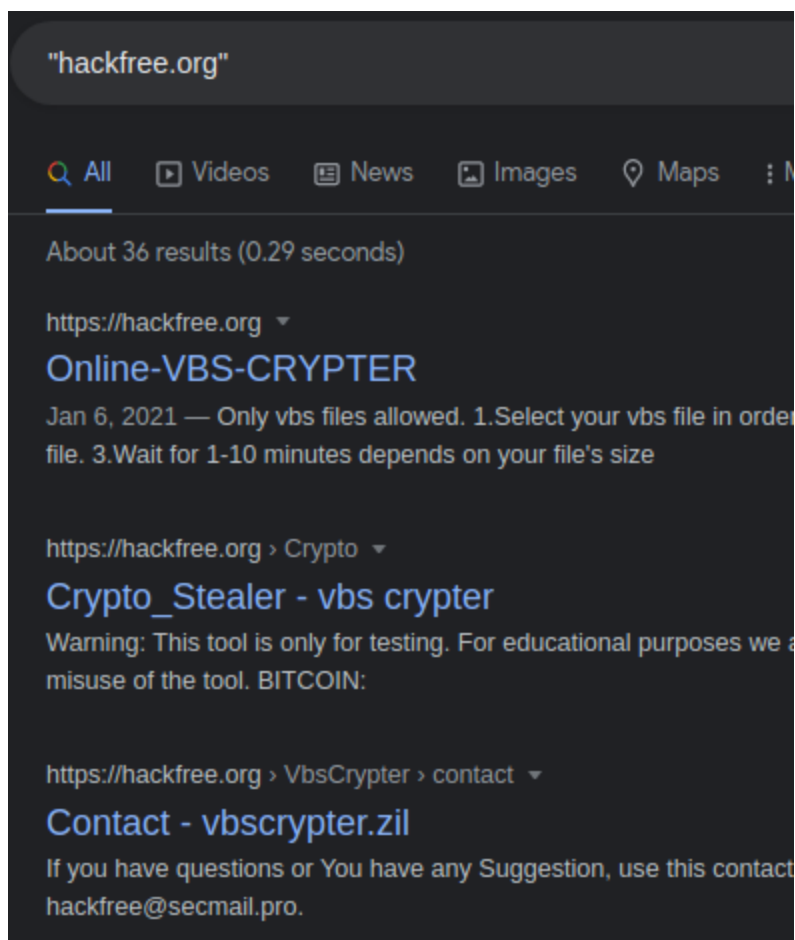 "hackfree.org"
All Videos News Images Maps
About 36 results (0.29 seconds)
https://hackfree.org
Online-VBS-CRYPTER
Jan 6, 2021 — Only vbs files allowed. 1.Select your vbs file in order
file. 3.Wait for 1-10 minutes depends on your file's size
https://hackfree.org › Crypto
Crypto_Stealer - vbs crypter
Warning: This tool is only for testing. For educational purposes we a
misuse of the tool. BITCOIN:
https://hackfree.org › VbsCrypter › contact
Contact - vbscrypter.zil
If you have questions or You have any Suggestion, use this contact
hackfree@secmail.pro.